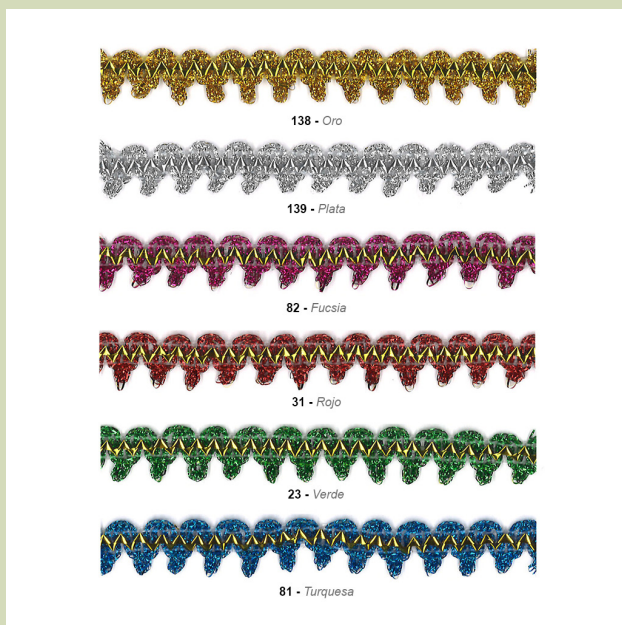 138 - Oro
139 - Plata
82 - Fucsia
31 - Rojo
23 - Verde
81 - Turquesa